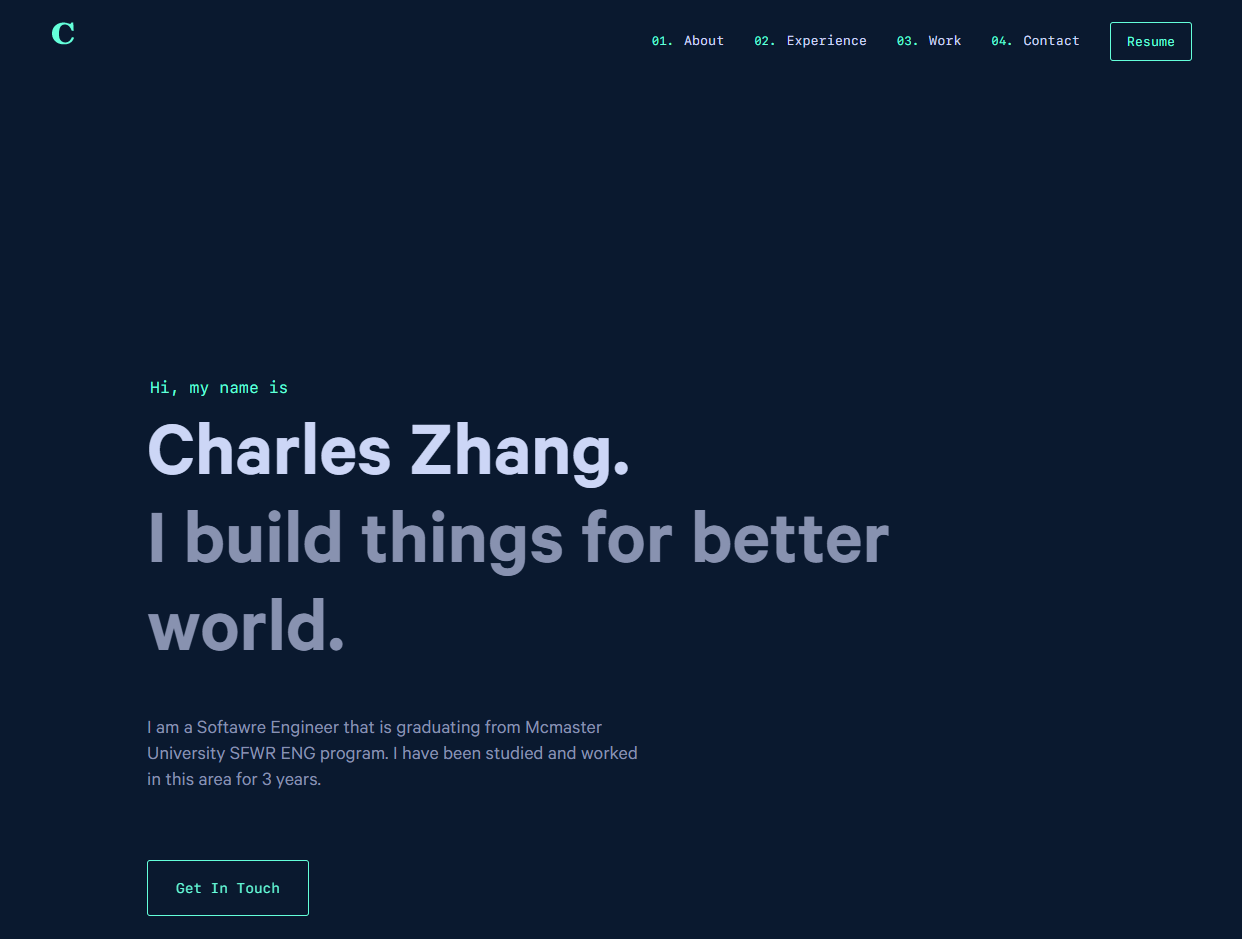 C
01. About 02. Experience 03. Work 04. Contact Resume
Hi, my name is
Charles Zhang.
I build things for better
world.
I am a Softawre Engineer that is graduating from Mcmaster
University SFWR ENG program. I have been studied and worked
in this area for 3 years.
Get In Touch